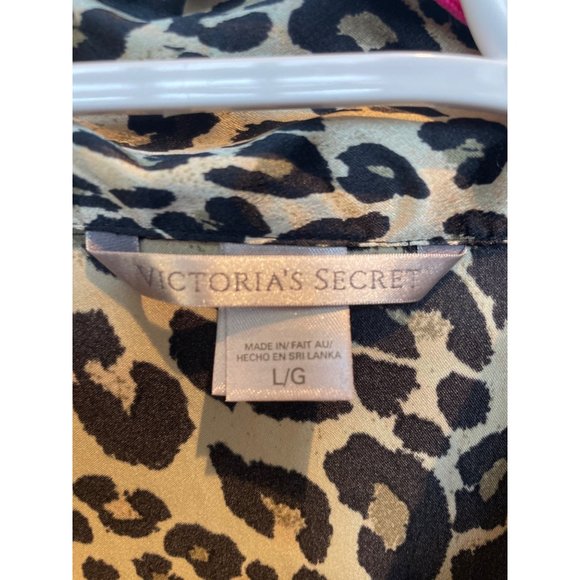 VICTORIA'S SECRET
MADE IN/ FAIT AU/
HECHO EN SRI LANKA
L/G